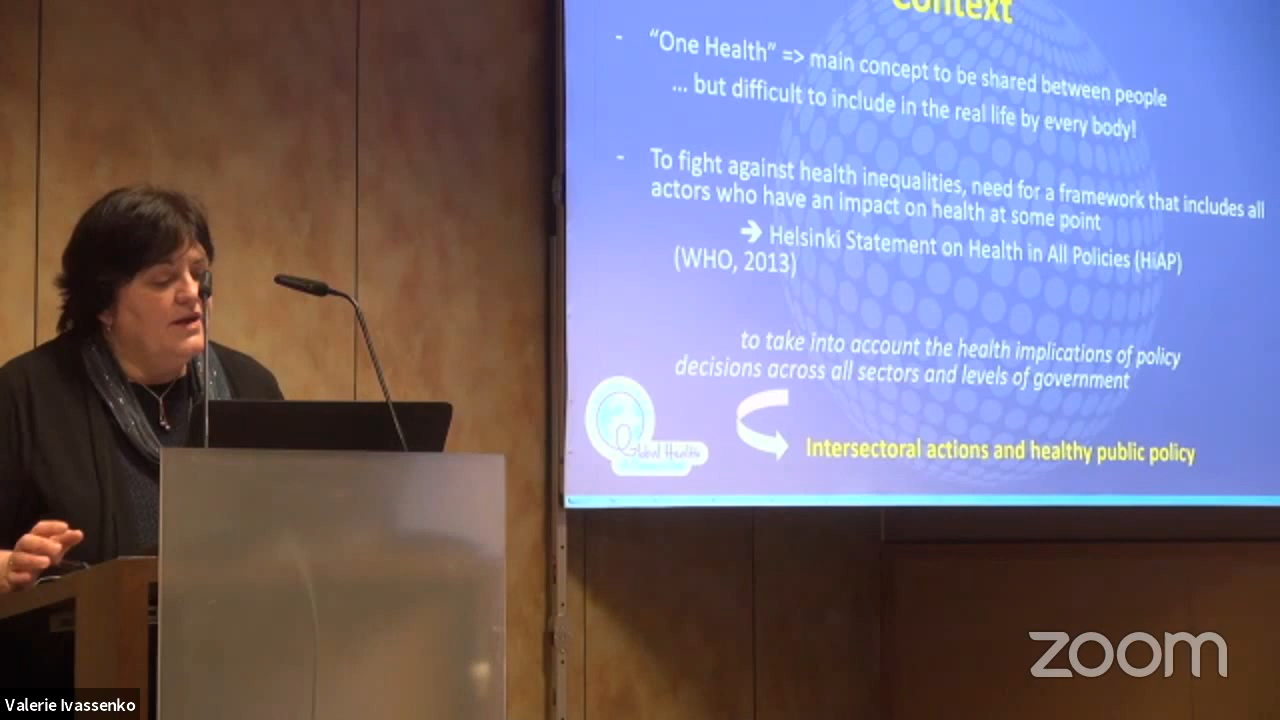 Context
- “One Health” => main concept to be shared between people
... but difficult to include in the real life by every body!
- To fight against health inequalities, need for a framework that includes all
actors who have an impact on health at some point
➔ Helsinki Statement on Health in All Policies (HiAP)
(WHO, 2013)
to take into account the health implications of policy
decisions across all sectors and levels of government
Global Health
Intersectoral actions and healthy public policy
zoom
Valerie Ivassenko